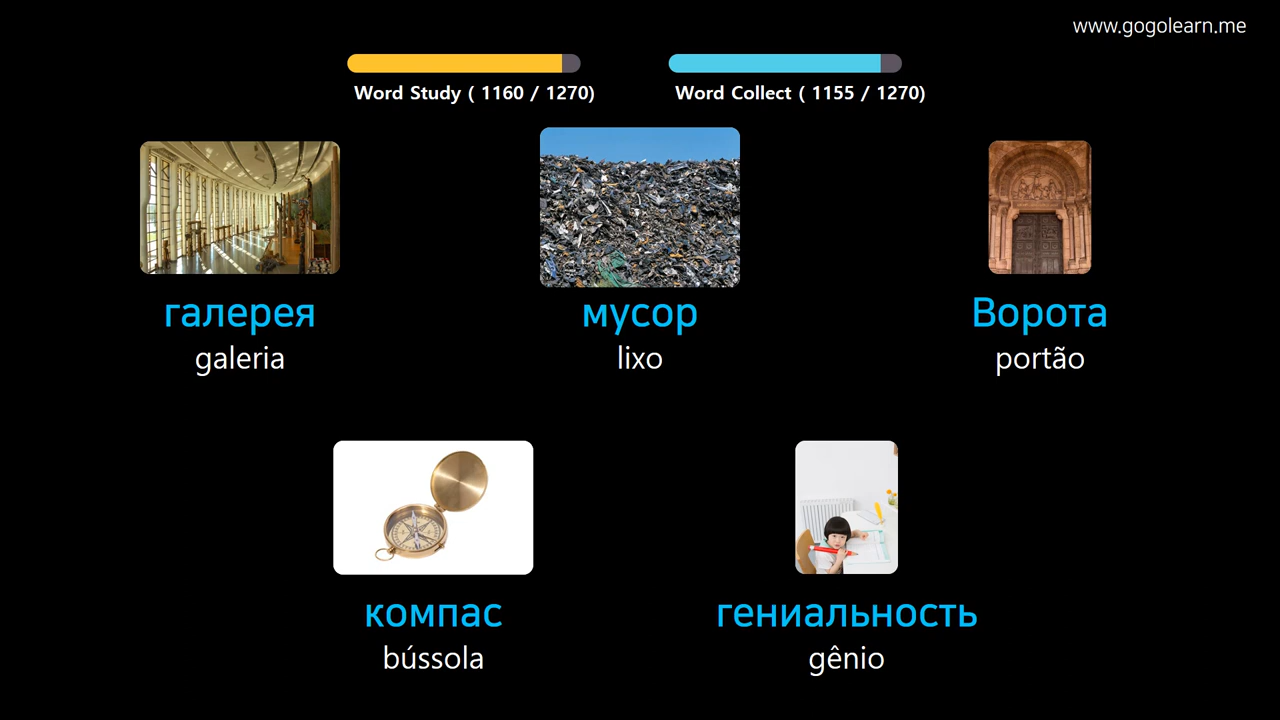 www.gogolearn.me
Word Study ( 1160 / 1270)
Word Collect ( 1155 / 1270)
галерея
galeria
мусор
lixo
Ворота
portão
компас
bússola
гениальность
gênio